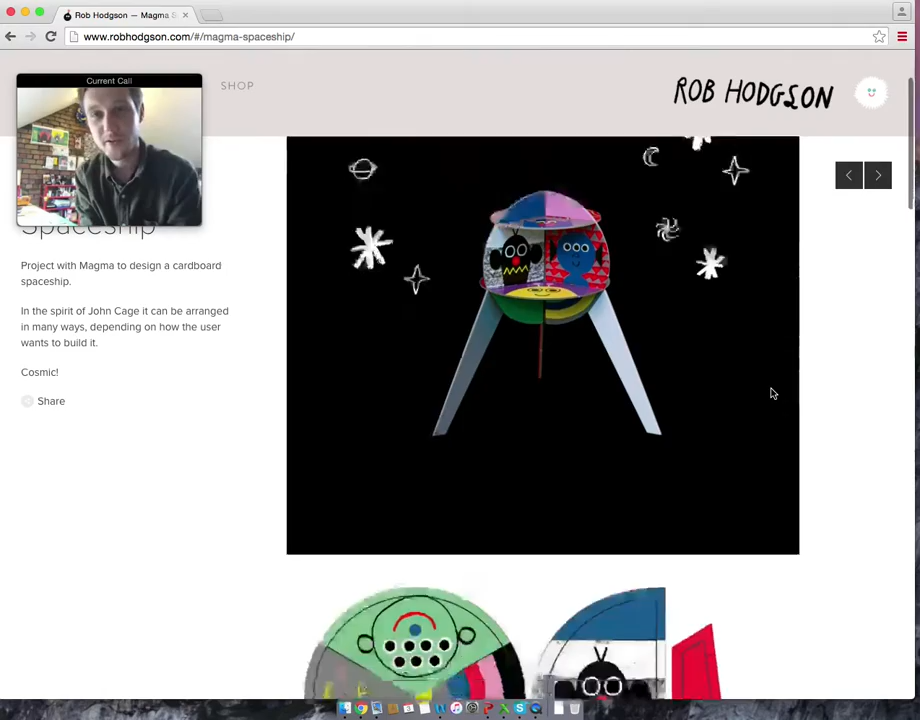 Rob Hodgson — Magma &
www.robhodgson.com/#/magma-spaceship/
Current Call
SHOP
ROB HODGSON
Spaceship
Project with Magma to design a cardboard
spaceship.
In the spirit of John Cage it can be arranged
in many ways, depending on how the user
wants to build it.
Cosmic!
Share